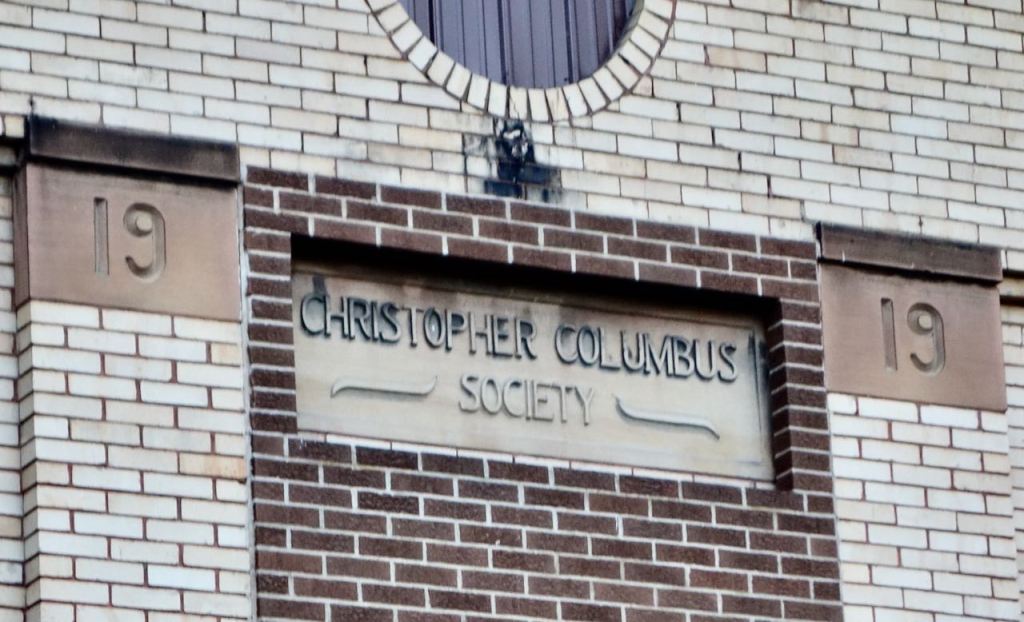 19
CHRISTOPHER COLUMBUS
SOCIETY
19